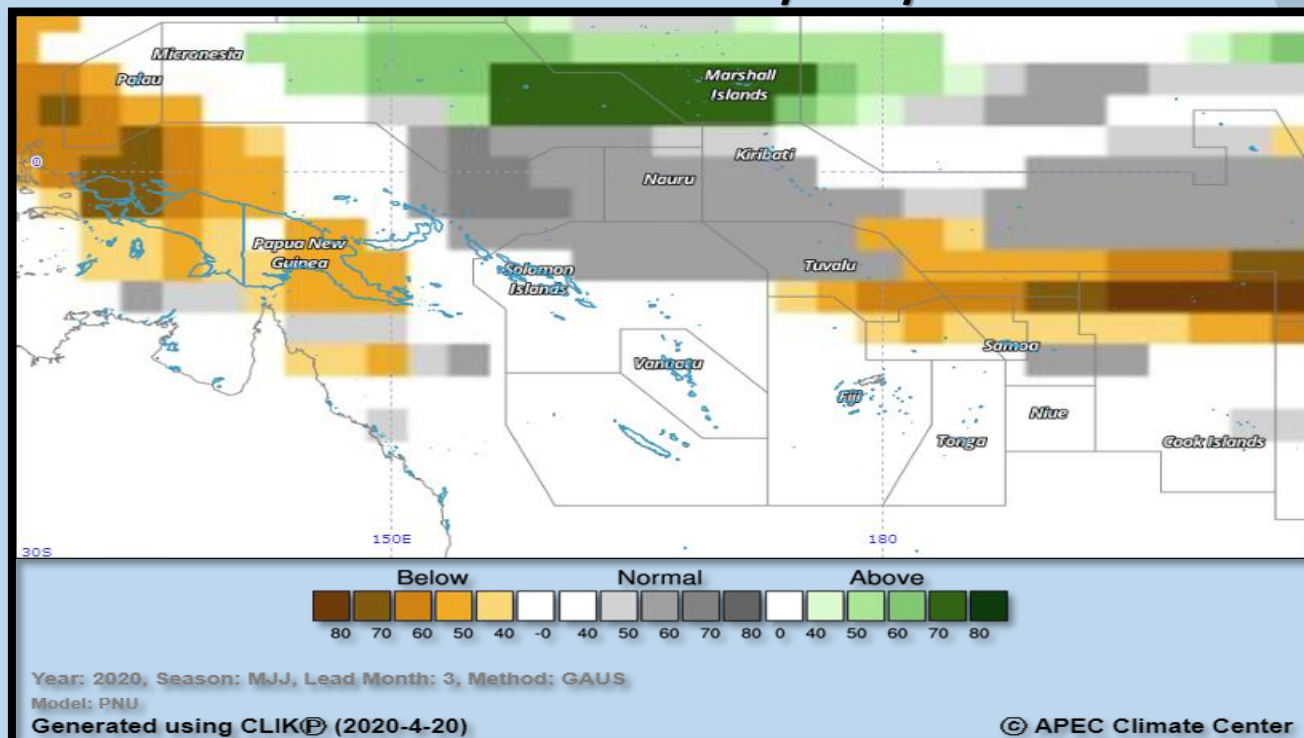 Micronesia
Palau
Marshall
Islands
0
Kiribati
Nauru
Papua New
Guinea
Tuvalu
Solomon
Islands
Samoa
Vanuatu
Fiji
Niue
Tonga
Cook Islands
150E
180
30S
Below Normal Above
80 70 60 50 40 -0 40 50 60 70 80 0 40 50 60 70 80
Year: 2020, Season: MJJ, Lead Month: 3, Method: GAUS
Model: PNU
Generated using CLIKⓅ (2020-4-20)
© APEC Climate Center